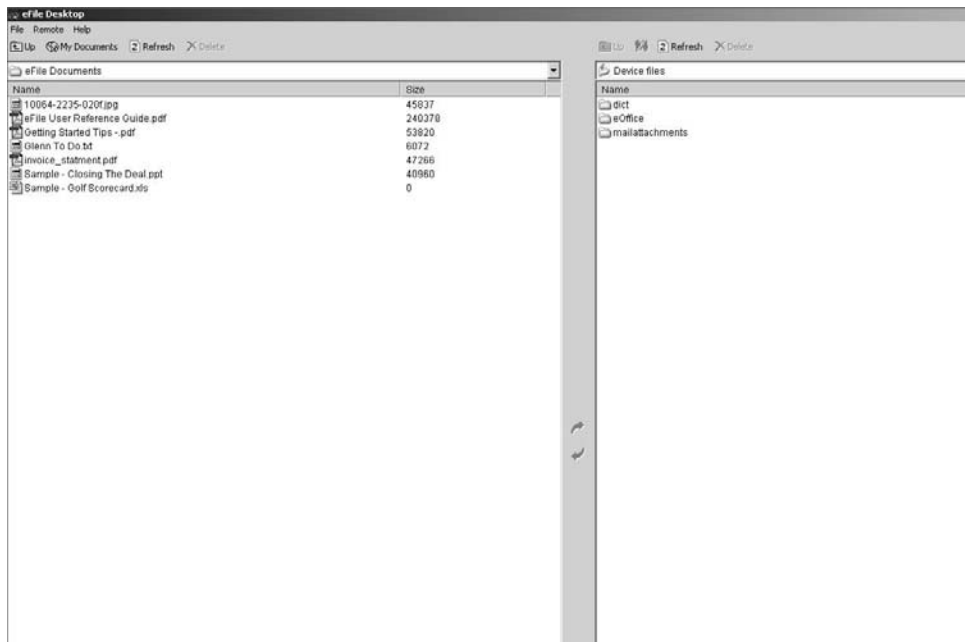 eFile Desktop
File Remote Help
Up My Documents 2 Refresh Delete Up 2 Refresh Delete
eFile Documents Device files
Name Size Name
10064-2235-020f.jpg 45837 dict
eFile User Reference Guide.pdf 240378 eOffice
Getting Started Tips -.pdf 53820 mailattachments
Glenn To Do.txt 6072
invoice_statment.pdf 47266
Sample - Closing The Deal.ppt 40960
Sample - Golf Scorecard.xls 0